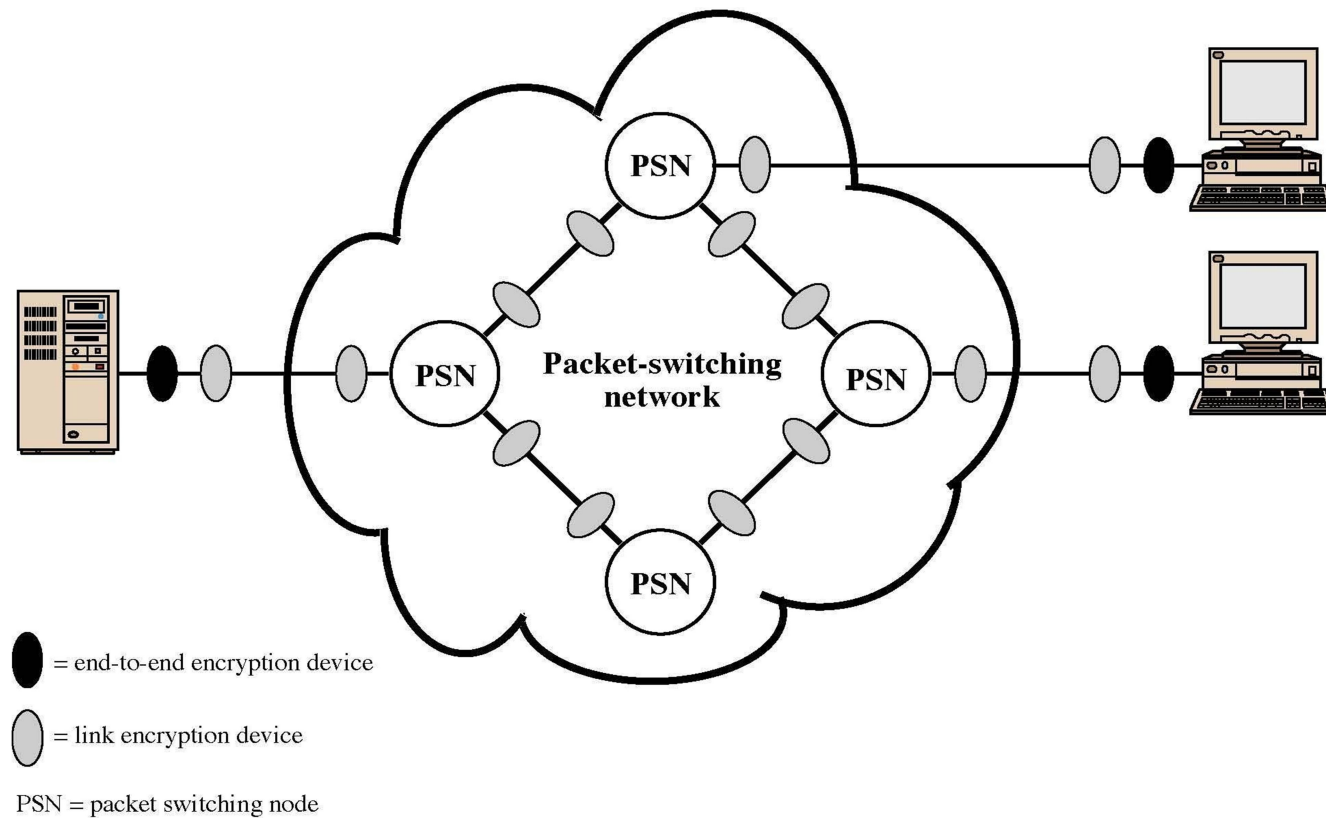 PSN
PSN
Packet-switching
network
PSN
PSN
= end-to-end encryption device
= link encryption device
PSN = packet switching node